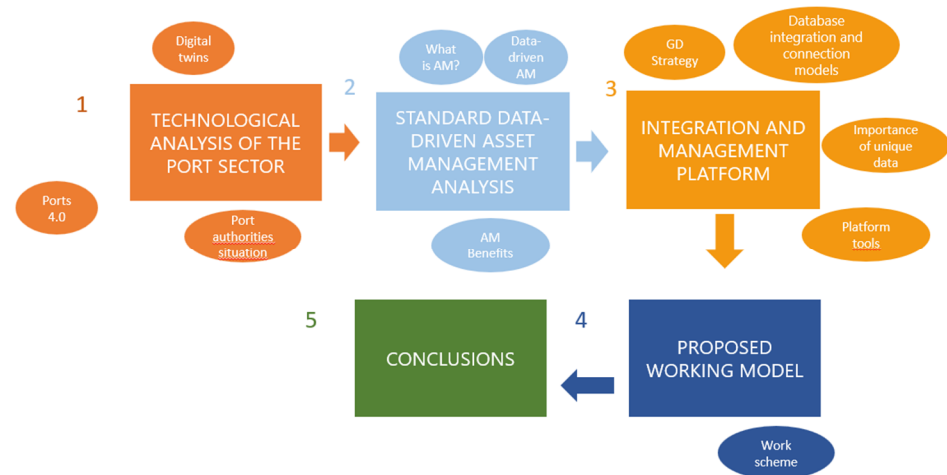 Digital
twins
1
TECHNOLOGICAL
ANALYSIS OF THE
PORT SECTOR
Ports
4.0
Port
authorities
situation
2
What
is AM?
Data-
driven
AM
STANDARD DATA-
DRIVEN ASSET
MANAGEMENT
ANALYSIS
AM
Benefits
3
GD
Strategy
Database
integration and
connection
models
INTEGRATION AND
MANAGEMENT
PLATFORM
Importance
of unique
data
Platform
tools
4
PROPOSED
WORKING MODEL
Work
scheme
5
CONCLUSIONS